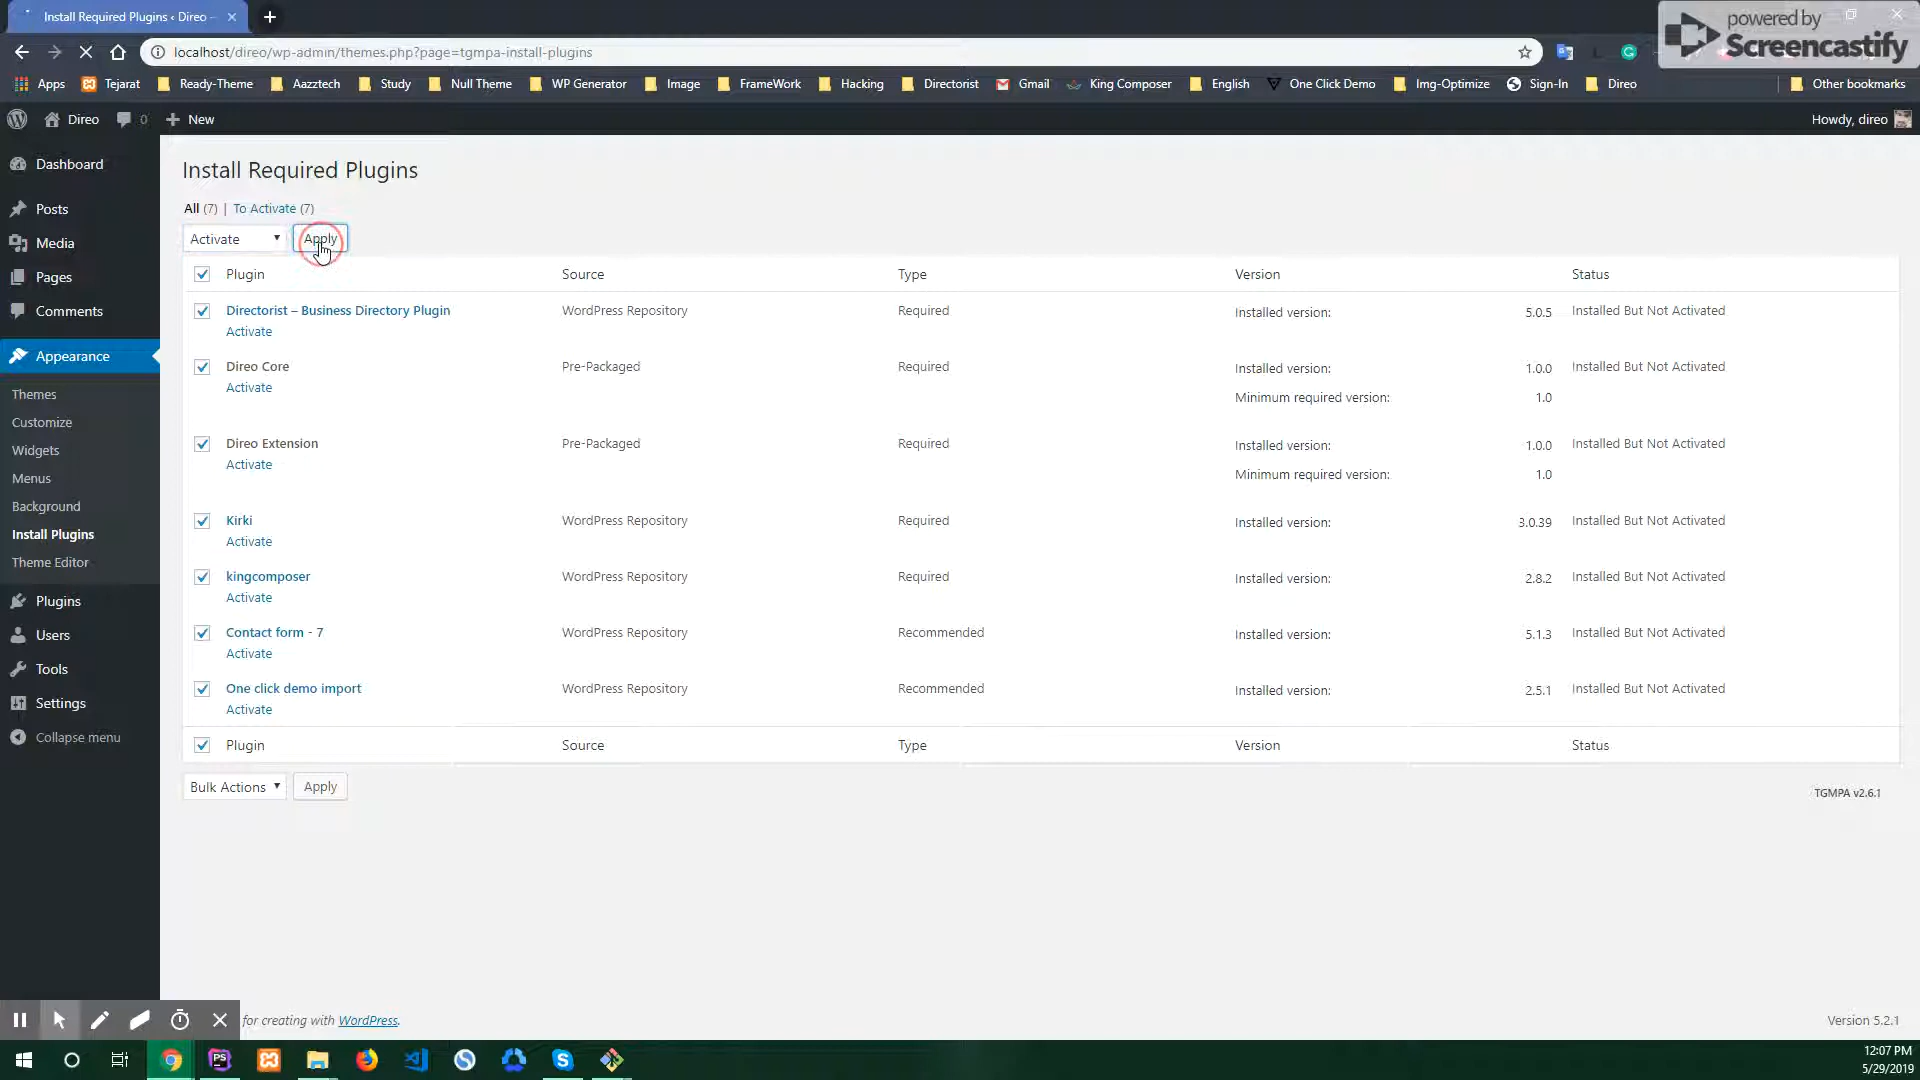 Install Required Plugins ‹ Direo –
powered by
Screencastify
localhost/direo/wp-admin/themes.php?page=tgmpa-install-plugins
Apps Tejarat Ready-Theme Aazztech Study Null Theme WP Generator Image FrameWork Hacking Directorist Gmail King Composer English One Click Demo Img-Optimize Sign-In Direo Other bookmarks
Direo 0 New Howdy, direo
Dashboard
Posts
Media
Pages
Comments
Appearance
Themes
Customize
Widgets
Menus
Background
Install Plugins
Theme Editor
Plugins
Users
Tools
Settings
Collapse menu
Install Required Plugins
All (7) | To Activate (7)
Activate Apply
Plugin Source Type Version Status
Directorist – Business Directory Plugin WordPress Repository Required Installed version: 5.0.5 Installed But Not Activated
Activate
Direo Core Pre-Packaged Required Installed version: 1.0.0 Installed But Not Activated
Activate
Minimum required version: 1.0
Direo Extension Pre-Packaged Required Installed version: 1.0.0 Installed But Not Activated
Activate
Minimum required version: 1.0
Kirki WordPress Repository Required Installed version: 3.0.39 Installed But Not Activated
Activate
kingcomposer WordPress Repository Required Installed version: 2.8.2 Installed But Not Activated
Activate
Contact form - 7 WordPress Repository Recommended Installed version: 5.1.3 Installed But Not Activated
Activate
One click demo import WordPress Repository Recommended Installed version: 2.5.1 Installed But Not Activated
Activate
Plugin Source Type Version Status
Bulk Actions Apply
TGMPA v2.6.1
for creating with WordPress.
Version 5.2.1
12:07 PM
5/29/2019